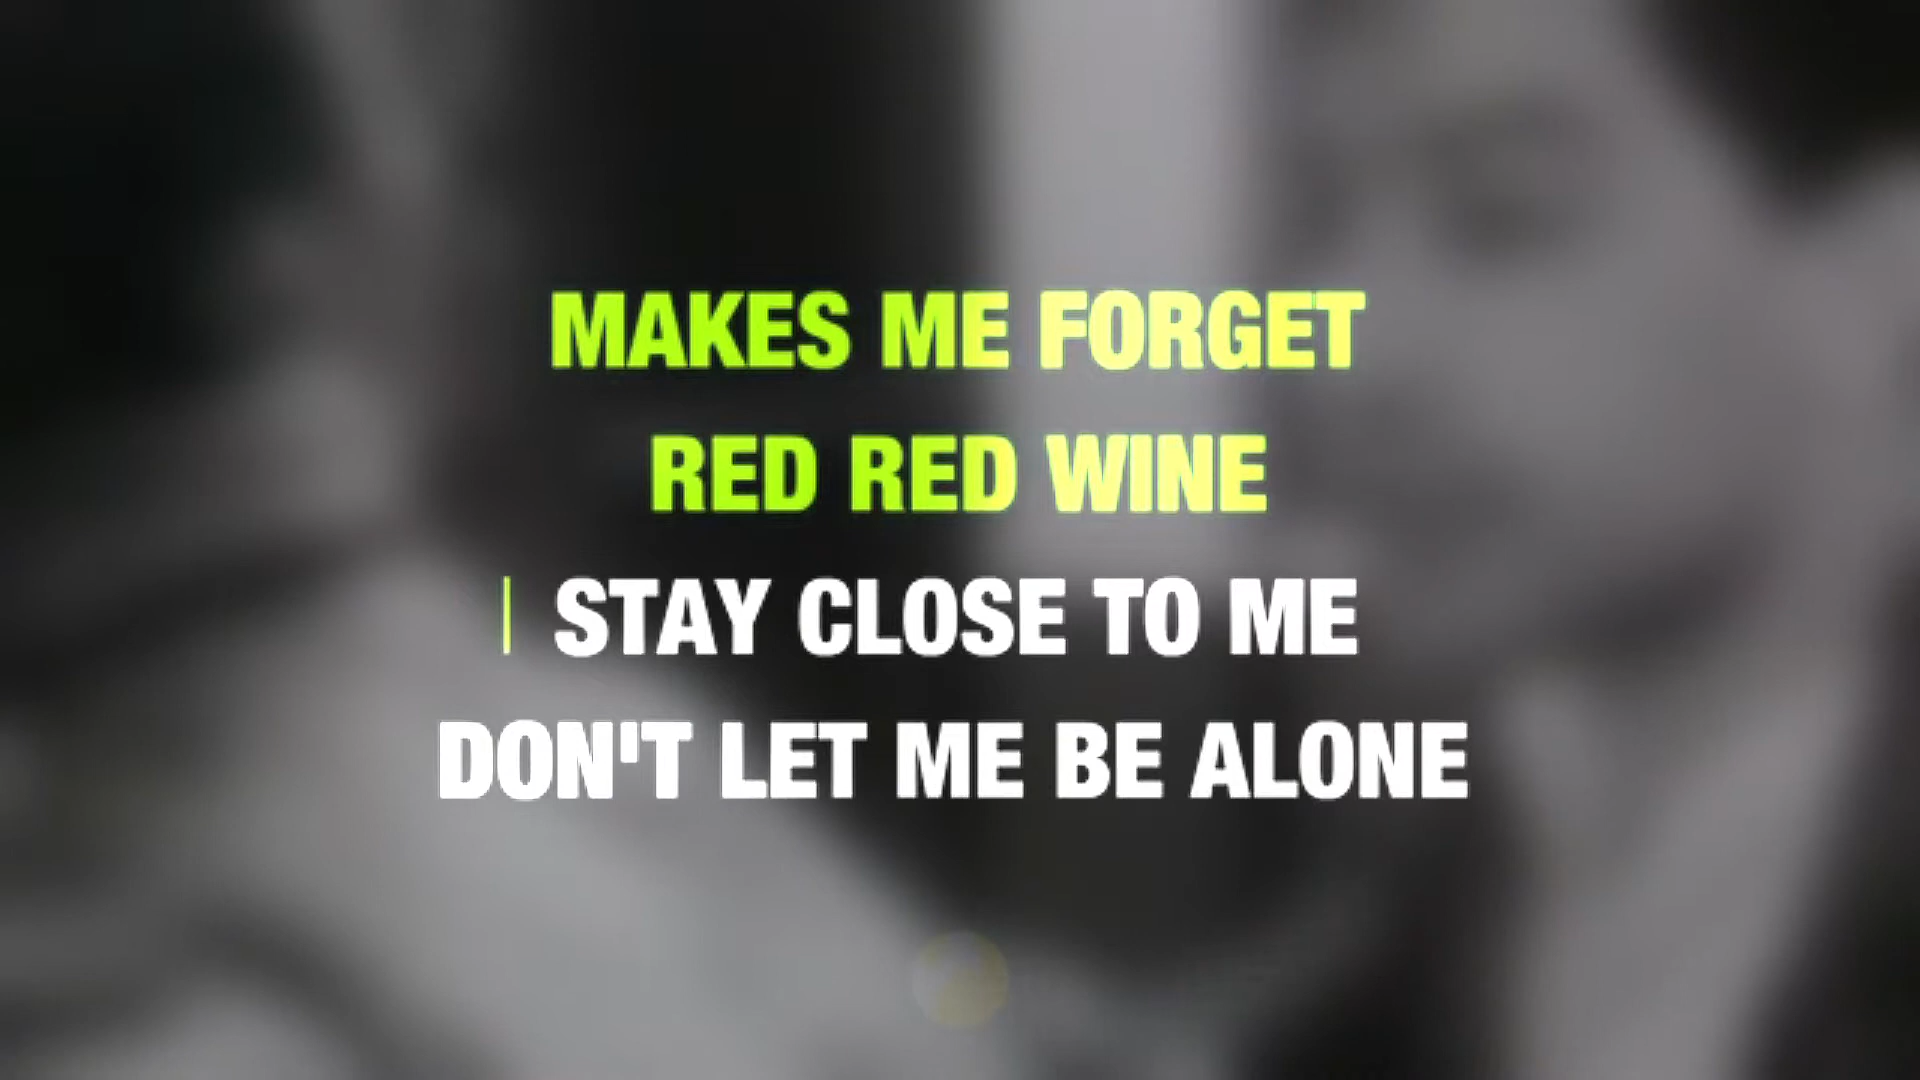 MAKES ME FORGET
RED RED WINE
STAY CLOSE TO ME
DON'T LET ME BE ALONE